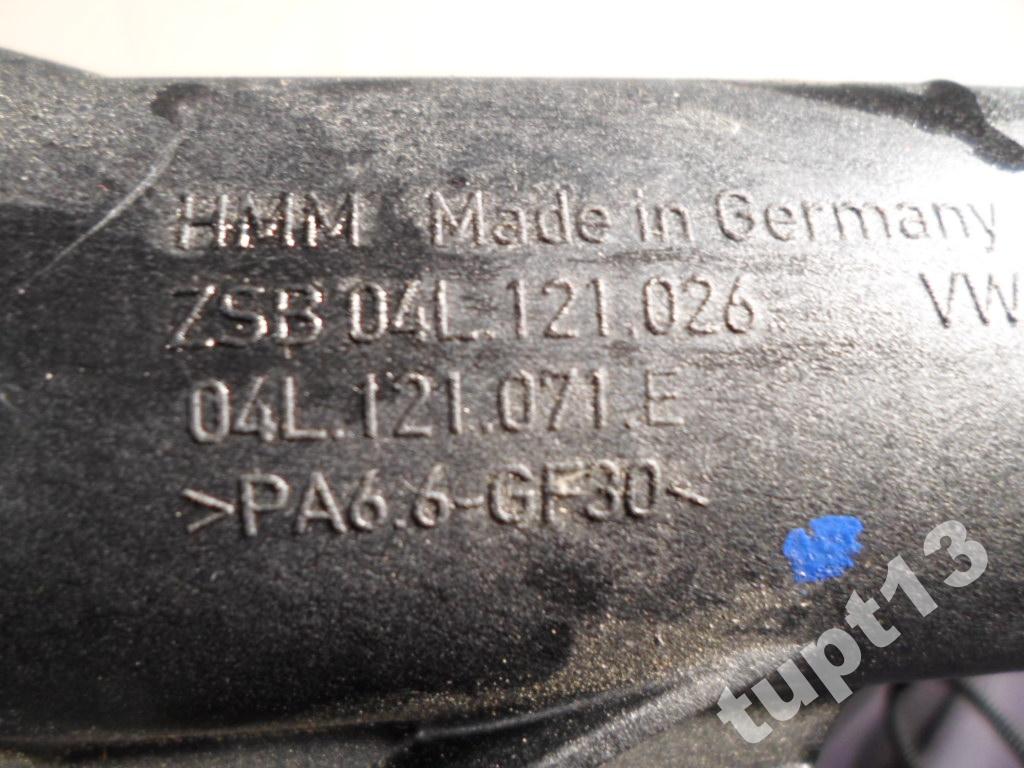 HMM Made in Germany
ZSB 04L.121.026 VW
04L.121.071.E
>PA6.6-GF30<
tupt13